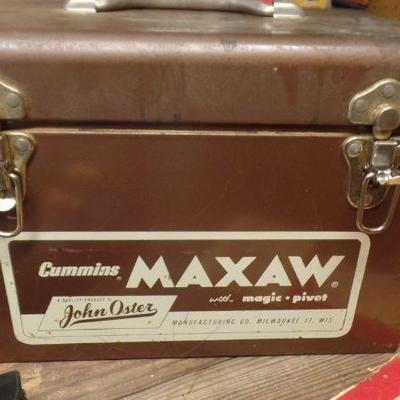 Cummins® MAXAW®
with magic • pivot
A QUALITY PRODUCT OF
John Oster
MANUFACTURING CO. MILWAUKEE 17, WIS.